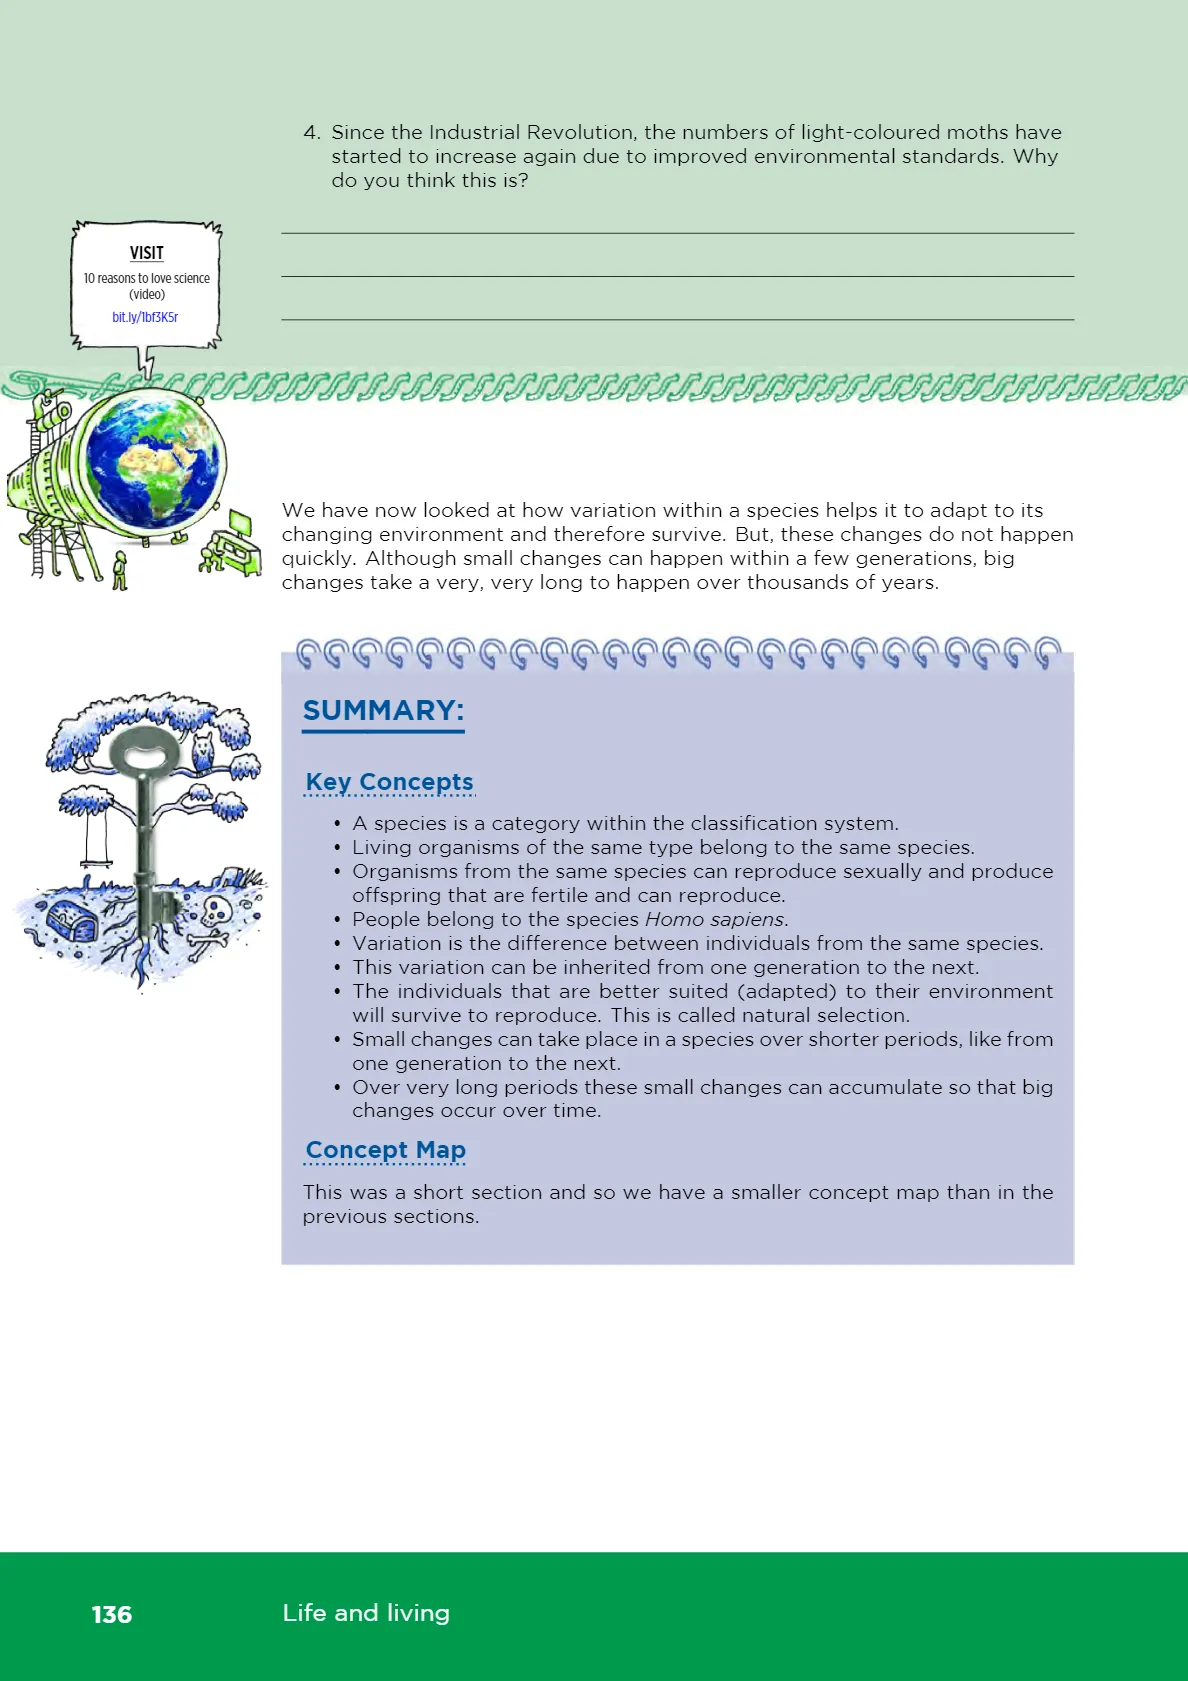 4. Since the Industrial Revolution, the numbers of light-coloured moths have
started to increase again due to improved environmental standards. Why
do you think this is?
VISIT
10 reasons to love science
(video)
bit.ly/1bf3K5r
We have now looked at how variation within a species helps it to adapt to its
changing environment and therefore survive. But, these changes do not happen
quickly. Although small changes can happen within a few generations, big
changes take a very, very long to happen over thousands of years.
SUMMARY:
Key Concepts
• A species is a category within the classification system.
• Living organisms of the same type belong to the same species.
• Organisms from the same species can reproduce sexually and produce
offspring that are fertile and can reproduce.
• People belong to the species Homo sapiens.
• Variation is the difference between individuals from the same species.
• This variation can be inherited from one generation to the next.
• The individuals that are better suited (adapted) to their environment
will survive to reproduce. This is called natural selection.
• Small changes can take place in a species over shorter periods, like from
one generation to the next.
• Over very long periods these small changes can accumulate so that big
changes occur over time.
Concept Map
This was a short section and so we have a smaller concept map than in the
previous sections.
136
Life and living